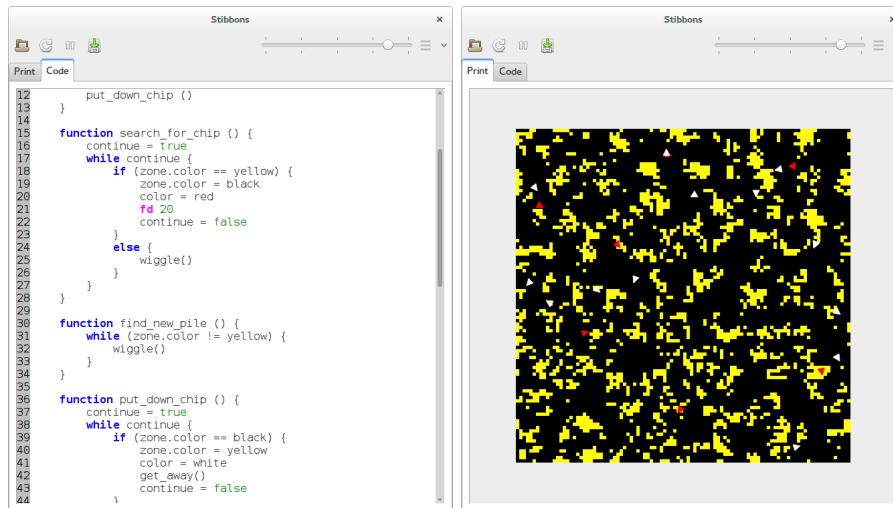 Stibbons
Print Code
12 put_down_chip ()
13 }
14
15 function search_for_chip () {
16 continue = true
17 while continue {
18 if (zone.color == yellow) {
19 zone.color = black
20 color = red
21 fd 20
22 continue = false
23 }
24 else {
25 wiggle()
26 }
27 }
28 }
29
30 function find_new_pile () {
31 while (zone.color != yellow) {
32 wiggle()
33 }
34 }
35
36 function put_down_chip () {
37 continue = true
38 while continue {
39 if (zone.color == black) {
40 zone.color = yellow
41 color = white
42 get_away()
43 continue = false
44 }
Stibbons
Print Code